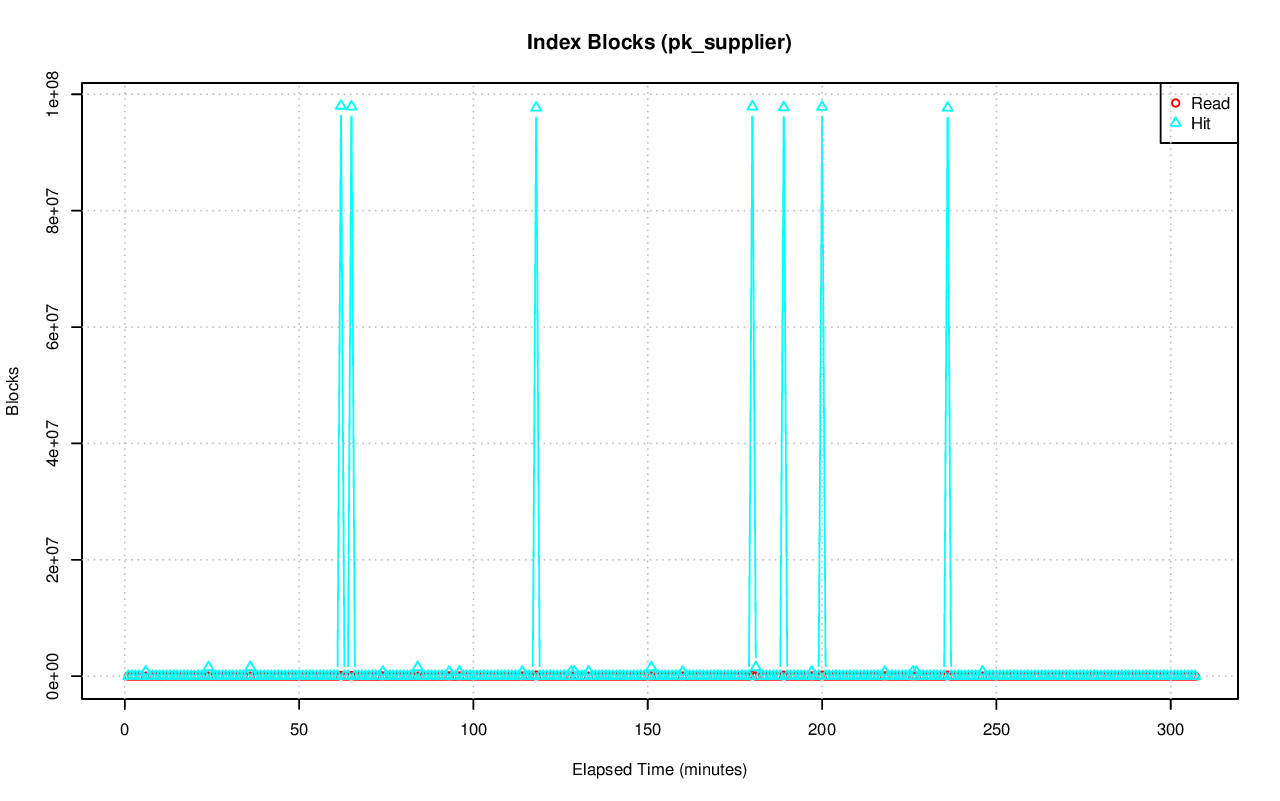 Index Blocks (pk_supplier)
Read
Hit
Blocks
1e+08
8e+07
6e+07
4e+07
2e+07
0e+00
0 50 100 150 200 250 300
Elapsed Time (minutes)